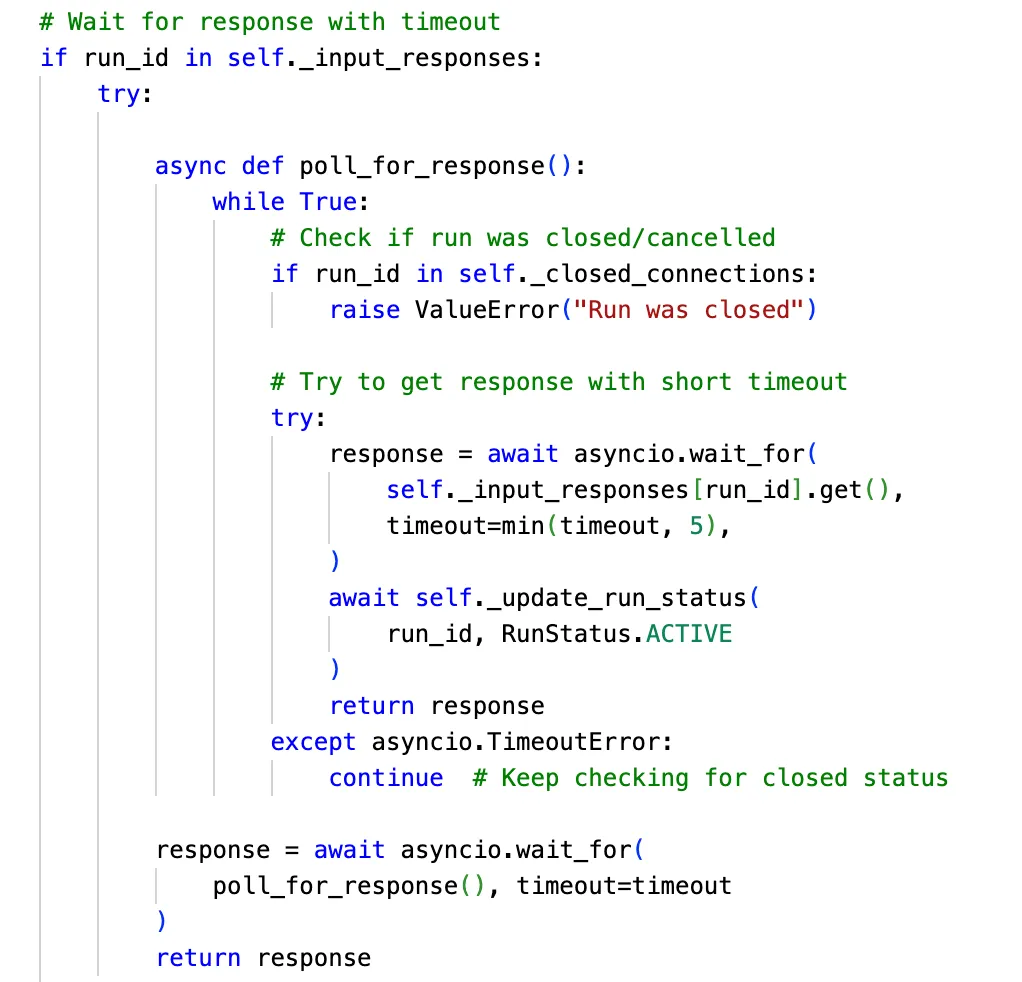 # Wait for response with timeout
if run_id in self._input_responses:
    try:

        async def poll_for_response():
            while True:
                # Check if run was closed/cancelled
                if run_id in self._closed_connections:
                    raise ValueError("Run was closed")

                # Try to get response with short timeout
                try:
                    response = await asyncio.wait_for(
                        self._input_responses[run_id].get(),
                        timeout=min(timeout, 5),
                    )
                    await self._update_run_status(
                        run_id, RunStatus.ACTIVE
                    )
                    return response
                except asyncio.TimeoutError:
                    continue  # Keep checking for closed status

        response = await asyncio.wait_for(
            poll_for_response(), timeout=timeout
        )
        return response